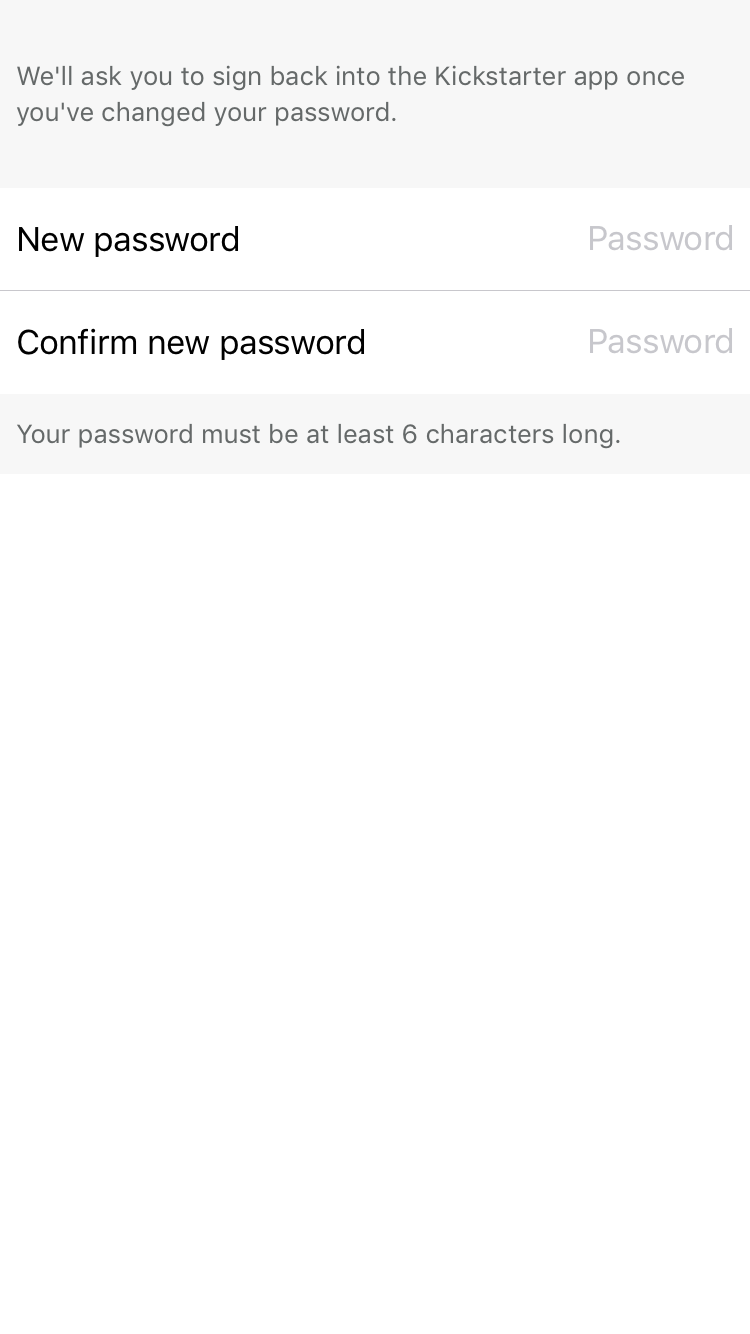 We'll ask you to sign back into the Kickstarter app once
you've changed your password.
New password Password
Confirm new password Password
Your password must be at least 6 characters long.